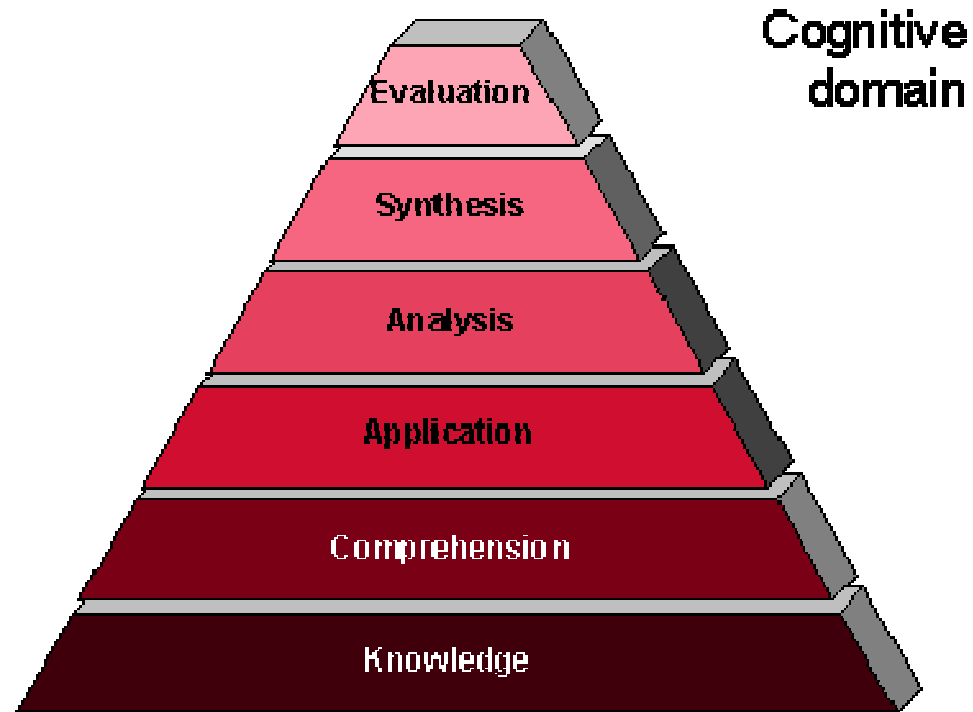 Cognitive
domain
Evaluation
Synthesis
Analysis
Application
Comprehension
Knowledge